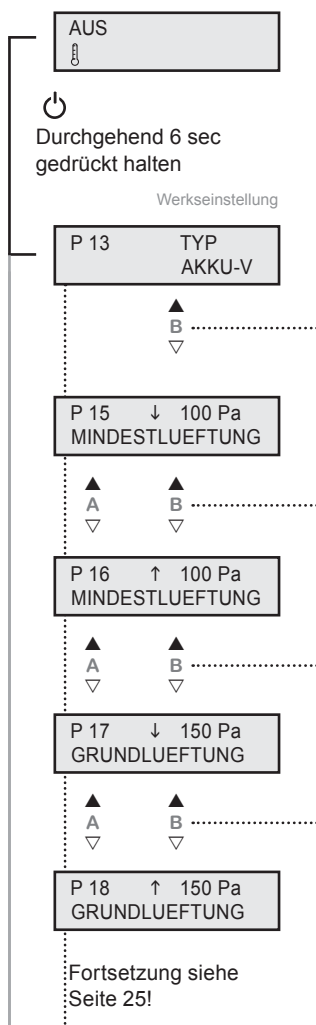 AUS
Durchgehend 6 sec
gedrückt halten
Werkseinstellung
P 13 TYP
AKKU-V
▲
B
▽
P 15 ↓ 100 Pa
MINDESTLUEFTUNG
▲ ▲
A B
▽ ▽
P 16 ↑ 100 Pa
MINDESTLUEFTUNG
▲ ▲
A B
▽ ▽
P 17 ↓ 150 Pa
GRUNDLUEFTUNG
▲ ▲
A B
▽ ▽
P 18 ↑ 150 Pa
GRUNDLUEFTUNG
Fortsetzung siehe
Seite 25!